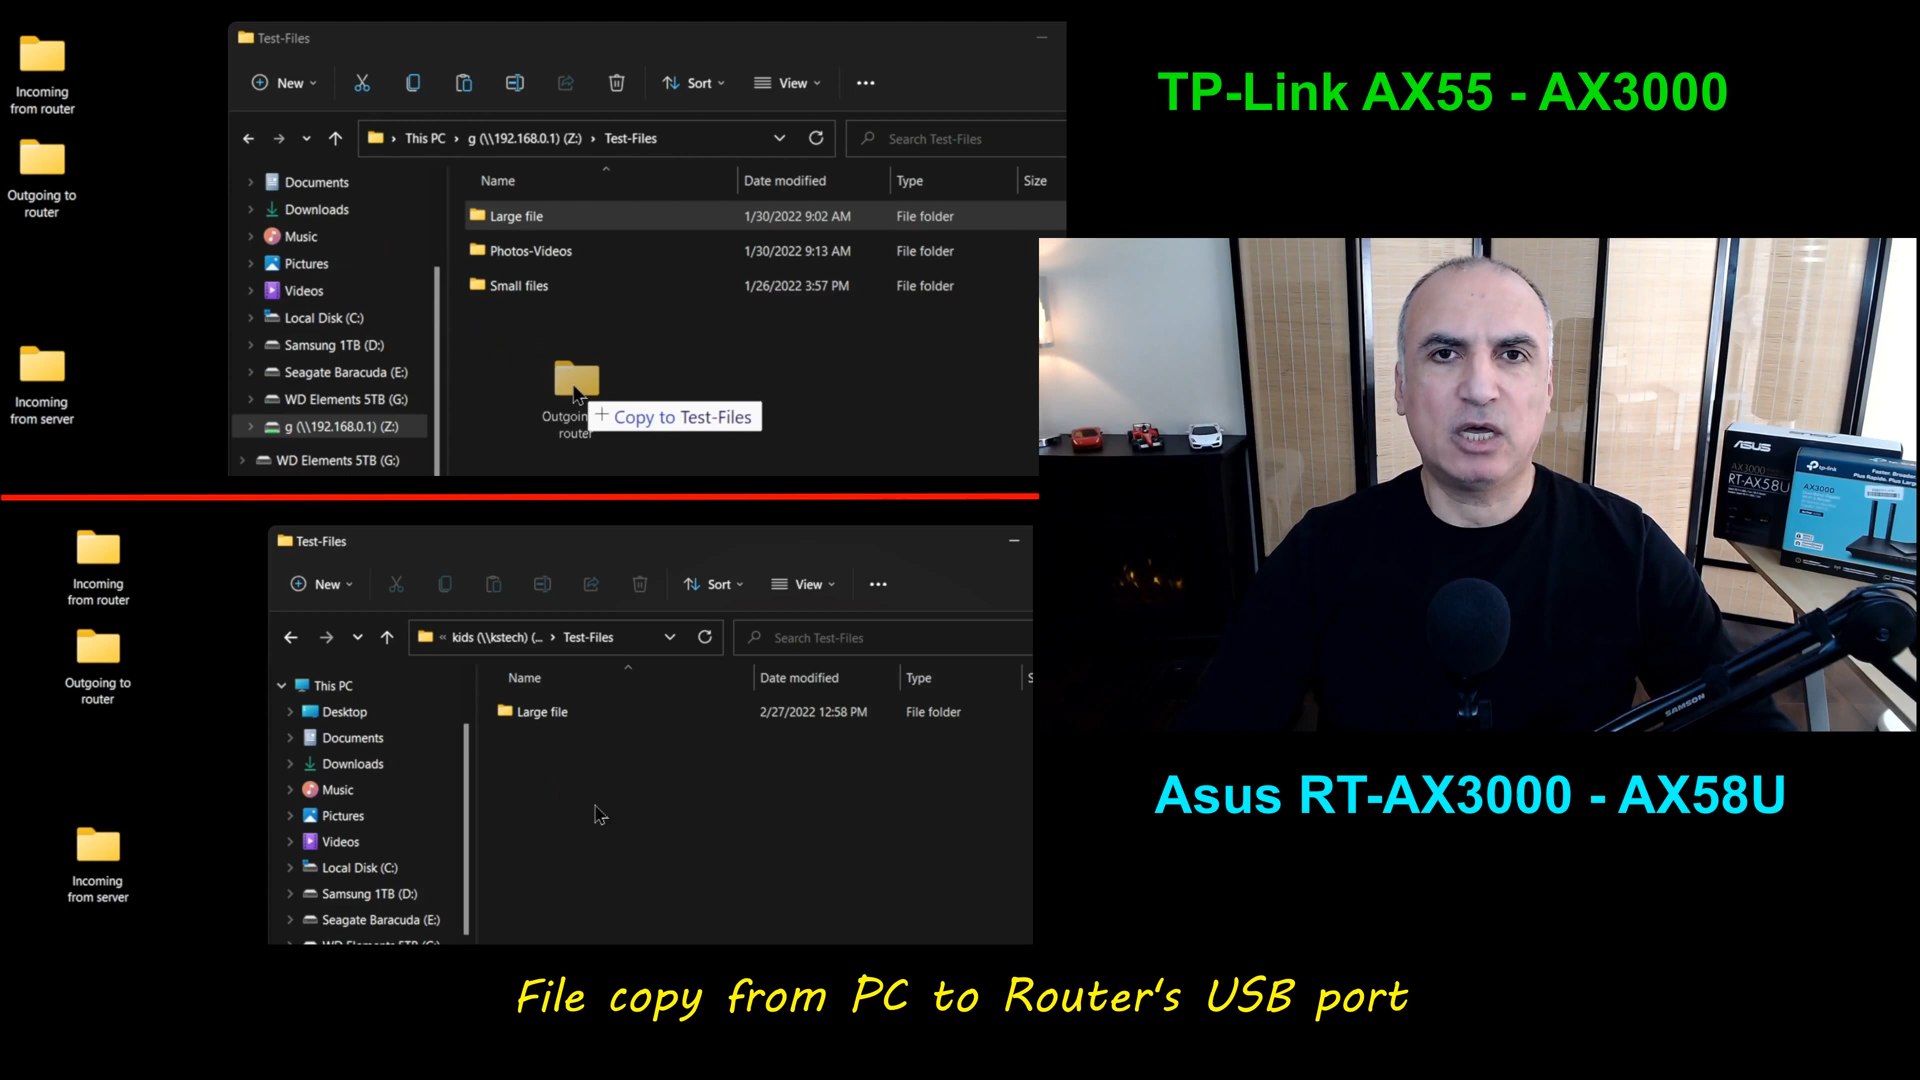 Incoming
from router
Outgoing to
router
Incoming
from server
Test-Files
New
Sort
View
This PC
g (\\192.168.0.1) (Z:)
Test-Files
Search Test-Files
Name
Date modified
Type
Size
Documents
Downloads
Music
Pictures
Videos
Local Disk (C:)
Samsung 1TB (D:)
Seagate Baracuda (E:)
WD Elements 5TB (G:)
g (\\192.168.0.1) (Z:)
WD Elements 5TB (G:)
Large file
1/30/2022 9:02 AM
File folder
Photos-Videos
1/30/2022 9:13 AM
File folder
Small files
1/26/2022 3:57 PM
File folder
Outgoin
router
Copy to Test-Files
TP-Link AX55 - AX3000
ASUS
AX3000
RT-AX58U
tp-link
AX3000
SAMSON
Incoming
from router
Outgoing to
router
Incoming
from server
Test-Files
New
Sort
View
« kids (\\kstech) (...
Test-Files
Search Test-Files
Name
Date modified
Type
This PC
Desktop
Documents
Downloads
Music
Pictures
Videos
Local Disk (C:)
Samsung 1TB (D:)
Seagate Baracuda (E:)
Large file
2/27/2022 12:58 PM
File folder
Asus RT-AX3000 - AX58U
File copy from PC to Router's USB port